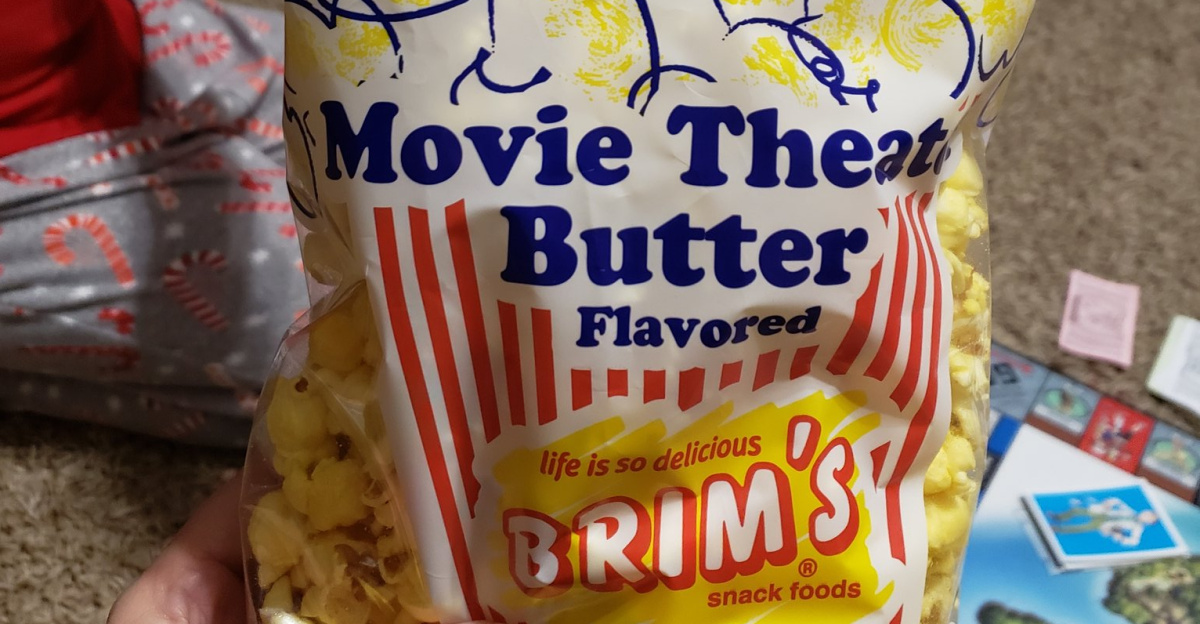 Movie Theat
Butter
Flavored
life is so delicious
BRIM'S
®
snack foods